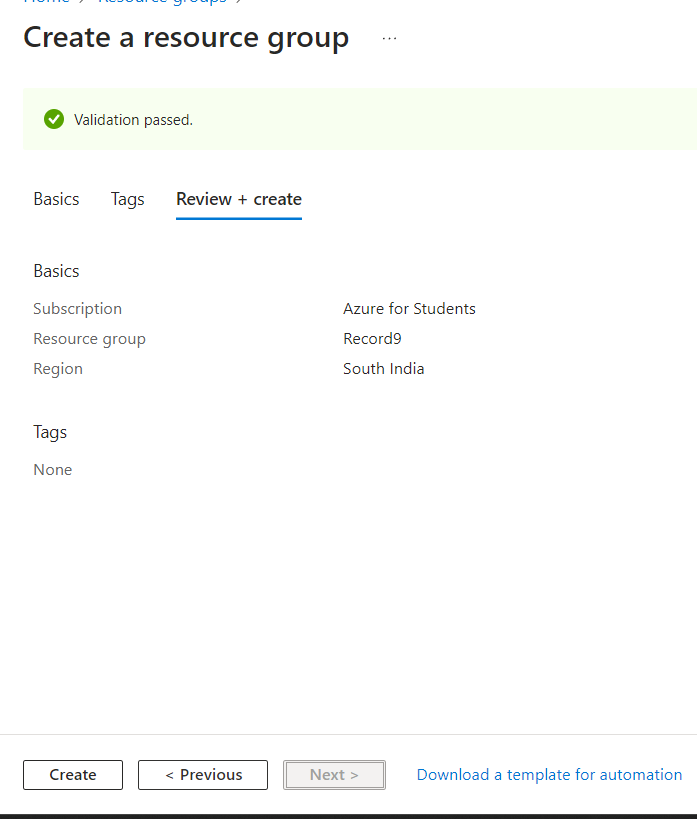 Home > Resource groups >
Create a resource group ...
Validation passed.
Basics Tags Review + create
Basics
Subscription Azure for Students
Resource group Record9
Region South India
Tags
None
Create < Previous Next > Download a template for automation